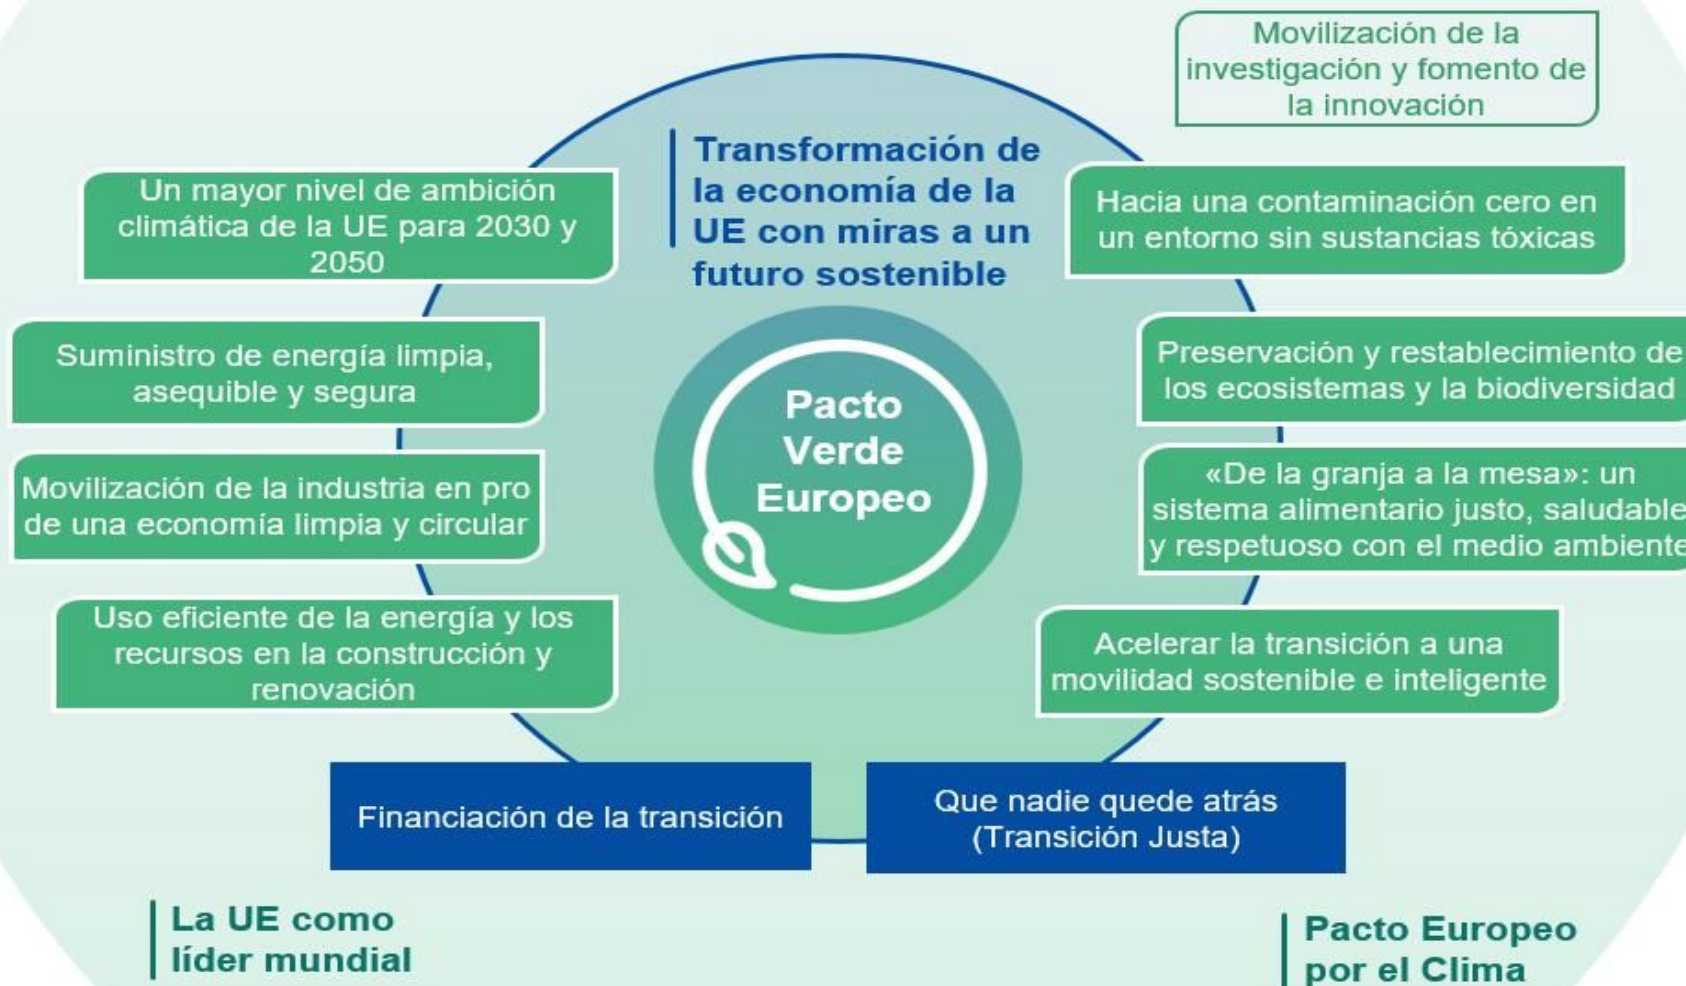 Movilización de la
investigación y fomento de
la innovación
Transformación de
la economía de la
UE con miras a un
futuro sostenible
Un mayor nivel de ambición
climática de la UE para 2030 y
2050
Hacia una contaminación cero en
un entorno sin sustancias tóxicas
Suministro de energía limpia,
asequible y segura
Preservación y restablecimiento de
los ecosistemas y la biodiversidad
Pacto
Verde
Europeo
Movilización de la industria en pro
de una economía limpia y circular
«De la granja a la mesa»: un
sistema alimentario justo, saludable
y respetuoso con el medio ambiente
Uso eficiente de la energía y los
recursos en la construcción y
renovación
Acelerar la transición a una
movilidad sostenible e inteligente
Financiación de la transición
Que nadie quede atrás
(Transición Justa)
La UE como
líder mundial
Pacto Europeo
por el Clima